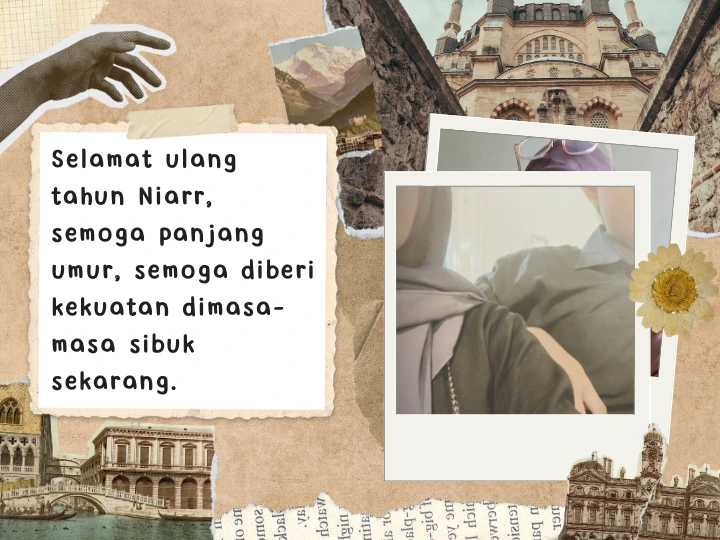 Selamat ulang
tahun Niarr,
semoga panjang
umur, semoga diberi
kekuatan dimasa-
masa sibuk
sekarang.